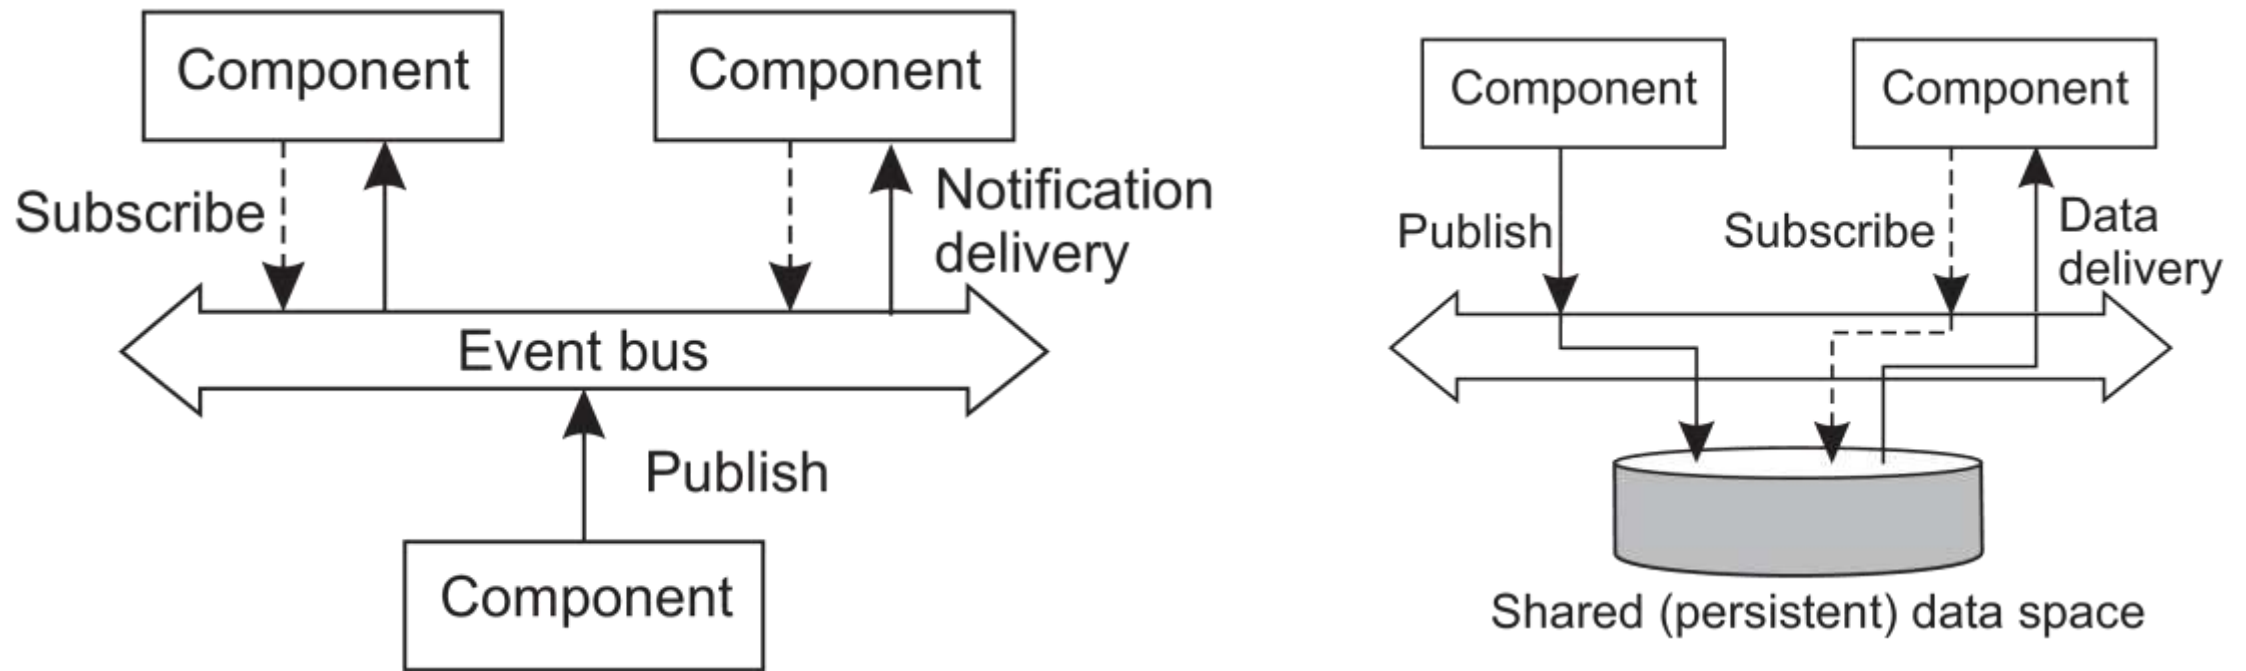 Component
Component
Subscribe
Notification
delivery
Event bus
Publish
Component
Component
Component
Publish
Subscribe
Data
delivery
Shared (persistent) data space